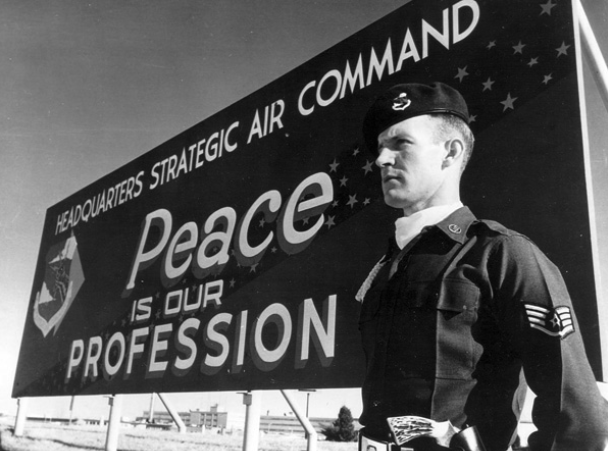 HEADQUARTERS STRATEGIC AIR COMMAND
Peace
IS OUR
PROFESSION